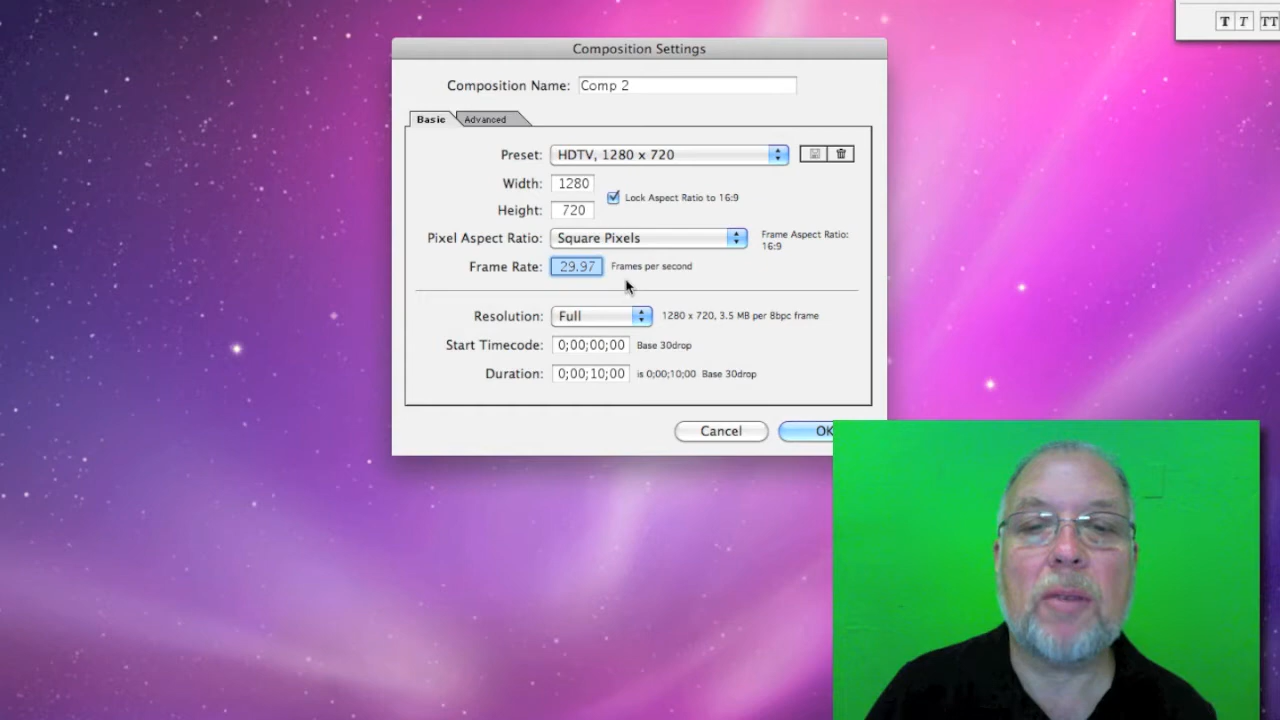 T T TT
Composition Settings
Composition Name: Comp 2
Basic Advanced
Preset: HDTV, 1280 x 720
Width: 1280
Lock Aspect Ratio to 16:9
Height: 720
Pixel Aspect Ratio: Square Pixels
Frame Aspect Ratio:
16:9
Frame Rate: 29.97 Frames per second
Resolution: Full 1280 x 720, 3.5 MB per 8bpc frame
Start Timecode: 0;00;00;00 Base 30drop
Duration: 0;00;10;00 is 0;00;10;00 Base 30drop
Cancel OK